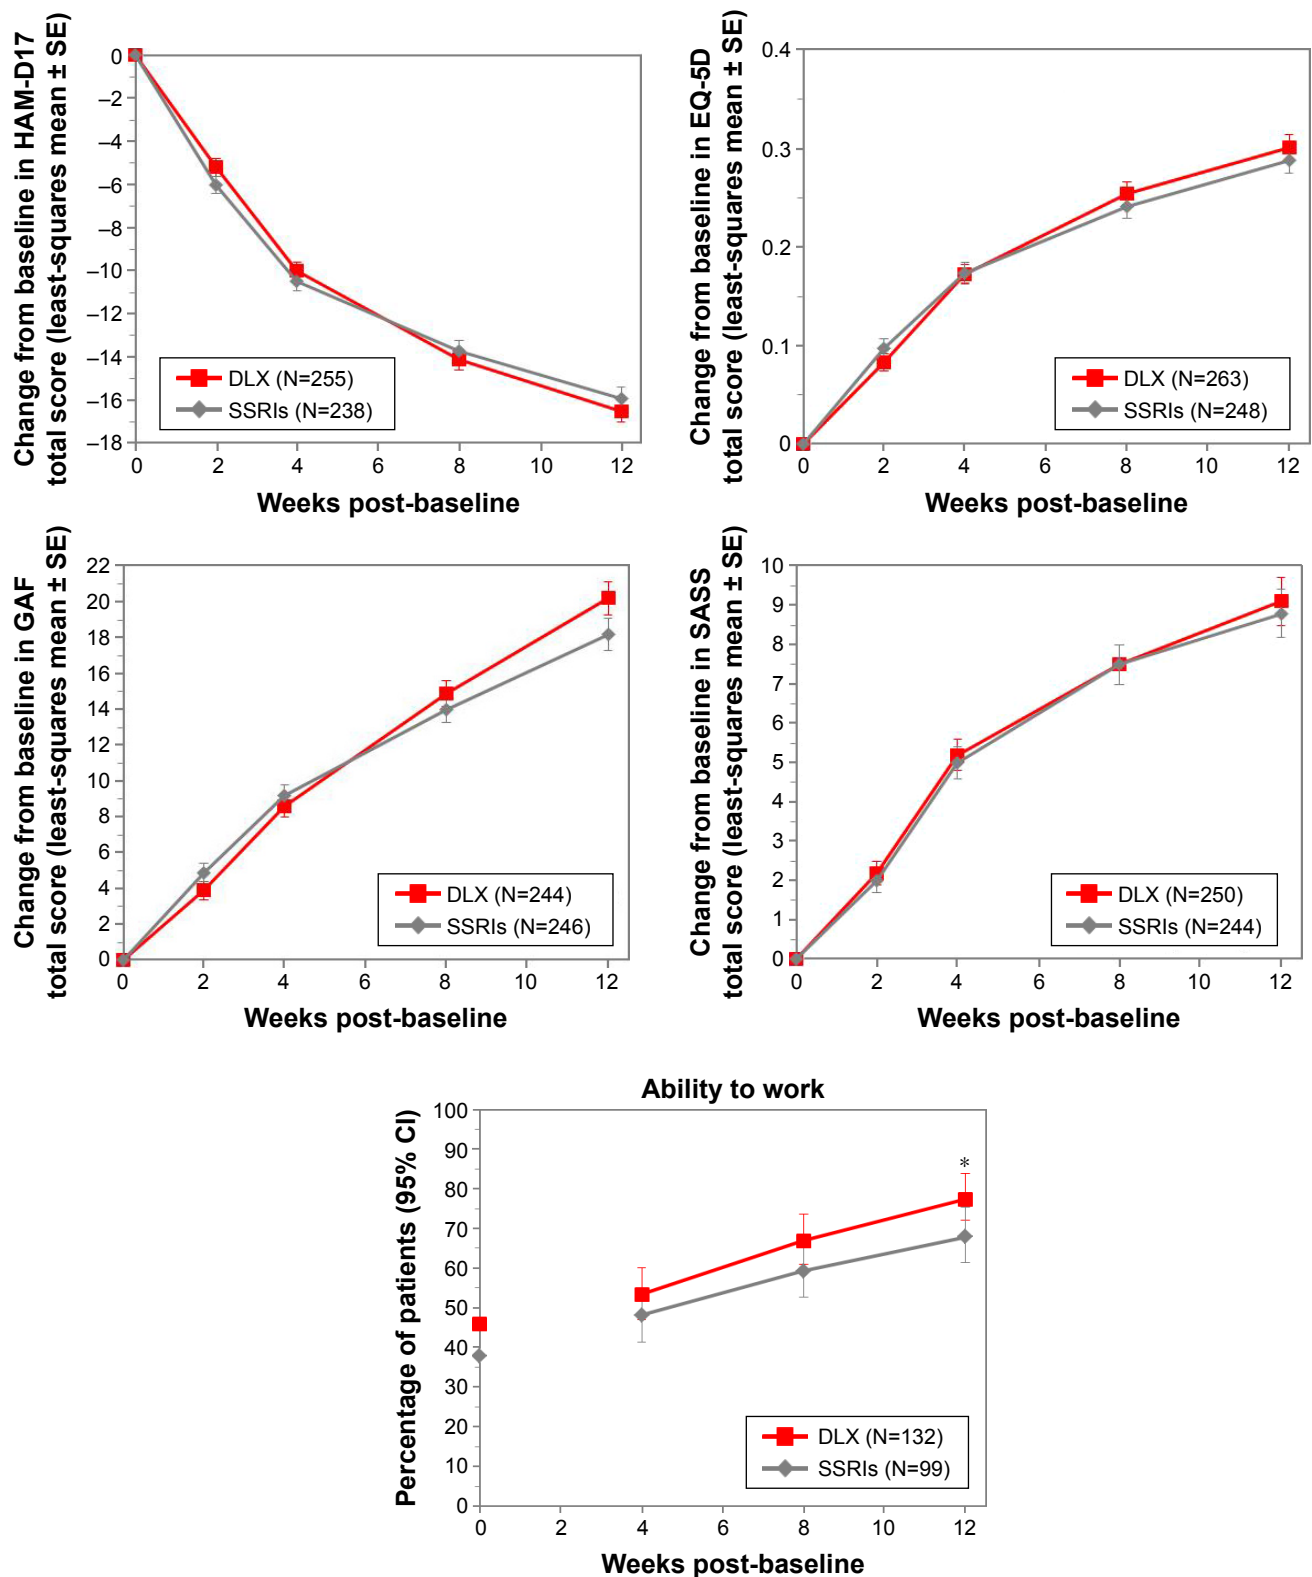 Change from baseline in HAM-D17
total score (least-squares mean ± SE)
0
–2
–4
–6
–8
–10
–12
–14
–16
–18
DLX (N=255)
SSRIs (N=238)
0 2 4 6 8 10 12
Weeks post-baseline
Change from baseline in EQ-5D
total score (least-squares mean ± SE)
0.4
0.3
0.2
0.1
0
DLX (N=263)
SSRIs (N=248)
0 2 4 6 8 10 12
Weeks post-baseline
Change from baseline in GAF
total score (least-squares mean ± SE)
22
20
18
16
14
12
10
8
6
4
2
0
DLX (N=244)
SSRIs (N=246)
0 2 4 6 8 10 12
Weeks post-baseline
Change from baseline in SASS
total score (least-squares mean ± SE)
10
9
8
7
6
5
4
3
2
1
0
DLX (N=250)
SSRIs (N=244)
0 2 4 6 8 10 12
Weeks post-baseline
Ability to work
Percentage of patients (95% CI)
100
90
80
70
60
50
40
30
20
10
0
*
DLX (N=132)
SSRIs (N=99)
0 2 4 6 8 10 12
Weeks post-baseline